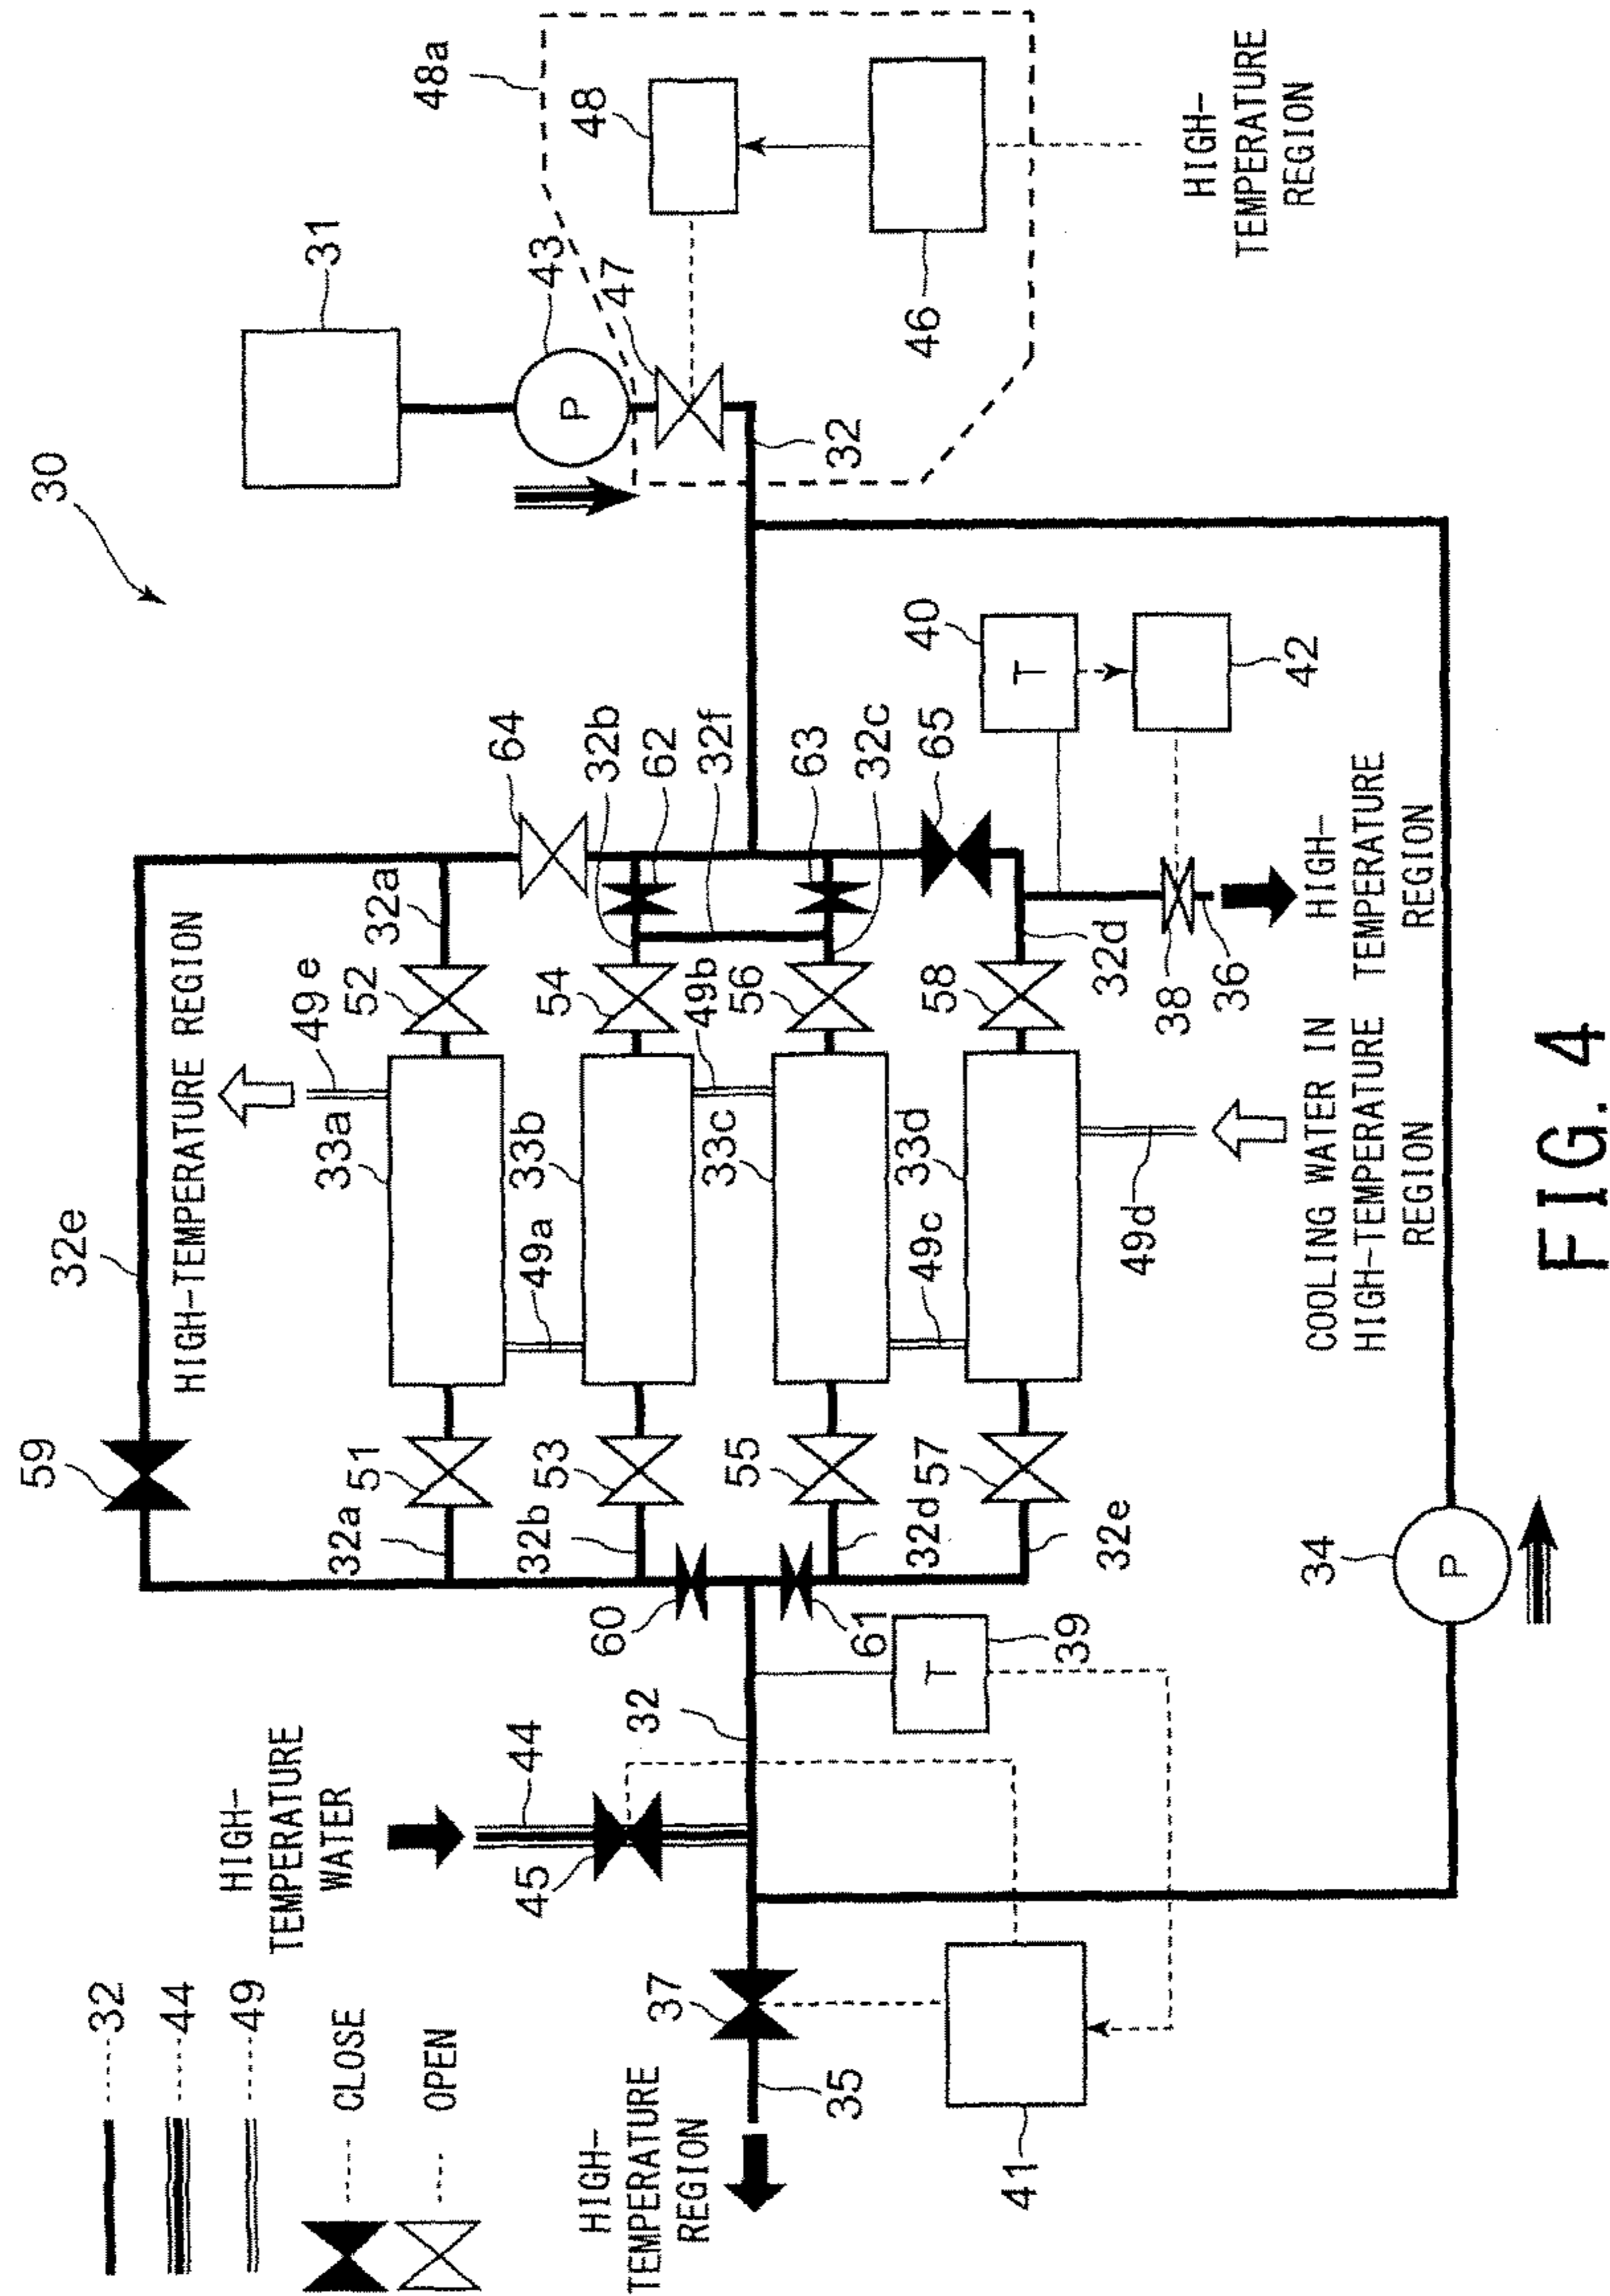 30
32
44
49
CLOSE
OPEN
HIGH-
TEMPERATURE
WATER
HIGH-
TEMPERATURE
REGION
35
37
41
45
44
32
T
39
59
32e
HIGH-TEMPERATURE REGION
49e
32a
51
33a
52
32a
64
49a
32b
53
33b
54
32b
62
32f
60
61
49b
32d
55
33c
56
63
32c
49c
32e
57
33d
58
32d
65
49d
COOLING WATER IN
HIGH-TEMPERATURE
REGION
38
36
HIGH-
TEMPERATURE
REGION
T
40
42
31
P
43
47
32
48a
48
46
HIGH-
TEMPERATURE
REGION
P
34
FIG. 4